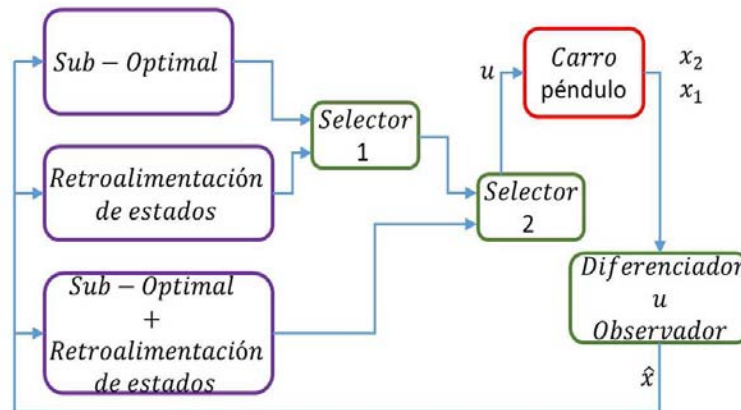 Sub − Optimal
Retroalimentación
de estados
Sub − Optimal
+
Retroalimentación
de estados
Selector
1
Selector
2
u
Carro
péndulo
x₂
x₁
Diferenciador
u
Observador
x̂